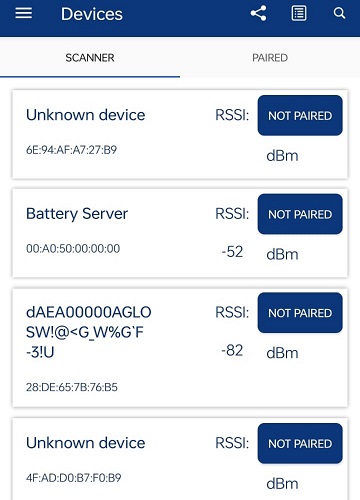 Devices
SCANNER PAIRED
Unknown device RSSI: NOT PAIRED
6E:94:AF:A7:27:B9 dBm
Battery Server RSSI: NOT PAIRED
00:A0:50:00:00:00 -52 dBm
dAEA00000AGLO RSSI: NOT PAIRED
SW!@<G_W%G`F
-3!U -82 dBm
28:DE:65:7B:76:B5
Unknown device RSSI: NOT PAIRED
4F:AD:D0:B7:F0:B9 dBm